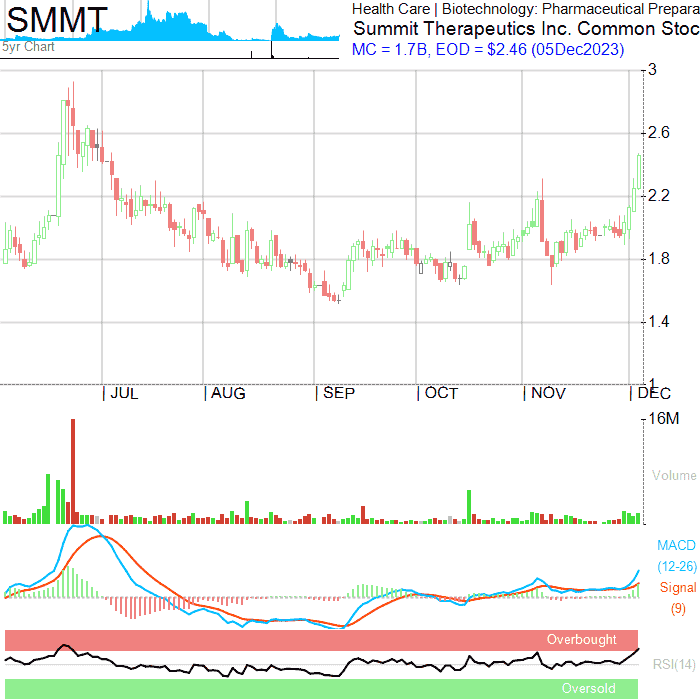 SMMT
5yr Chart
Health Care | Biotechnology: Pharmaceutical Prepara
Summit Therapeutics Inc. Common Stoc
MC = 1.7B, EOD = $2.46 (05Dec2023)
3
2.6
2.2
1.8
1.4
1
| JUL | AUG | SEP | OCT | NOV | DEC
16M
Volume
MACD
(12-26)
Signal
(9)
Overbought
RSI(14)
Oversold